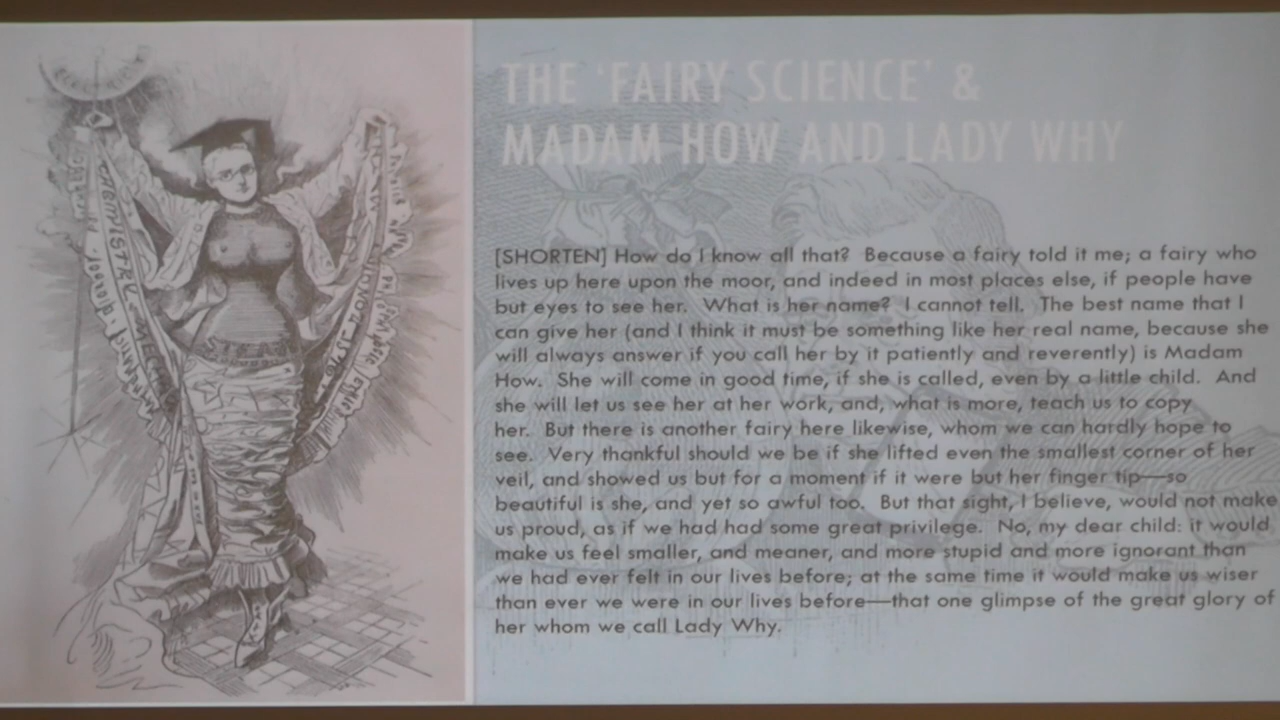 THE 'FAIRY SCIENCE' &
MADAM HOW AND LADY WHY
[SHORTEN] How do I know all that? Because a fairy told it me; a fairy who
lives up here upon the moor, and indeed in most places else, if people have
but eyes to see her. What is her name? I cannot tell. The best name that I
can give her (and I think it must be something like her real name, because she
will always answer if you call her by it patiently and reverently) is Madam
How. She will come in good time, if she is called, even by a little child. And
she will let us see her at her work, and, what is more, teach us to copy
her. But there is another fairy here likewise, whom we can hardly hope to
see. Very thankful should we be if she lifted even the smallest corner of her
veil, and showed us but for a moment if it were but her finger tip—so
beautiful is she, and yet so awful too. But that sight, I believe, would not make
us proud, as if we had had some great privilege. No, my dear child: it would
make us feel smaller, and meaner, and more stupid and more ignorant than
we had ever felt in our lives before; at the same time it would make us wiser
than ever we were in our lives before—that one glimpse of the great glory of
her whom we call Lady Why.
CHEMISTRY